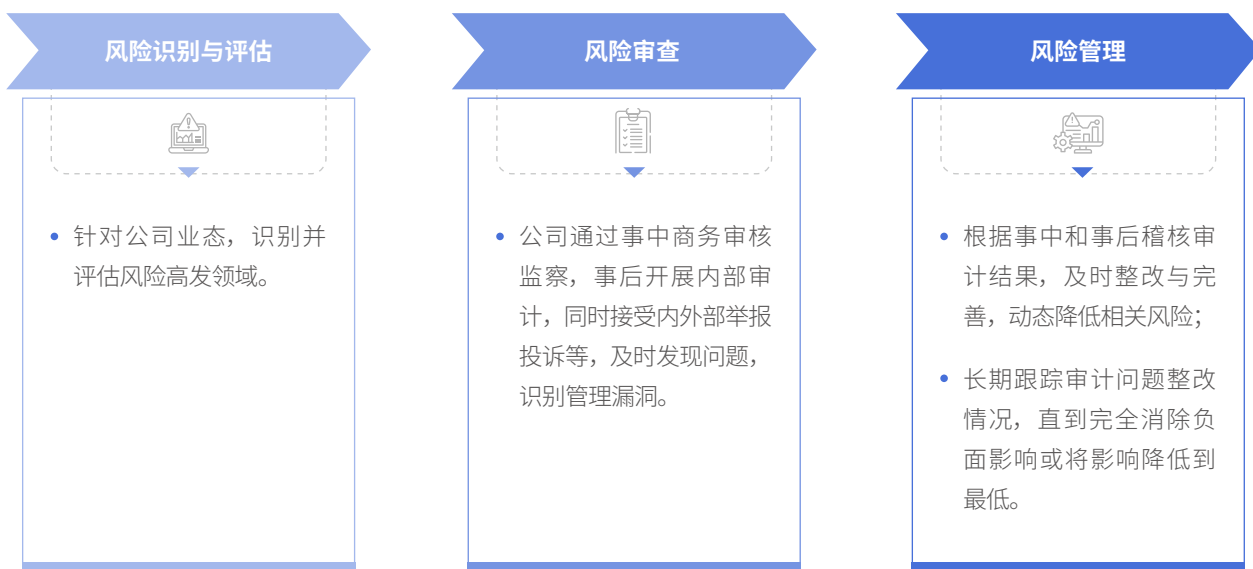 风险识别与评估
针对公司业态，识别并
评估风险高发领域。
风险审查
公司通过事中商务审核
监察，事后开展内部审
计，同时接受内外部举报
投诉等，及时发现问题，
识别管理漏洞。
风险管理
根据事中和事后稽核审
计结果，及时整改与完
善，动态降低相关风险；
长期跟踪审计问题整改
情况，直到完全消除负
面影响或将影响降低到
最低。